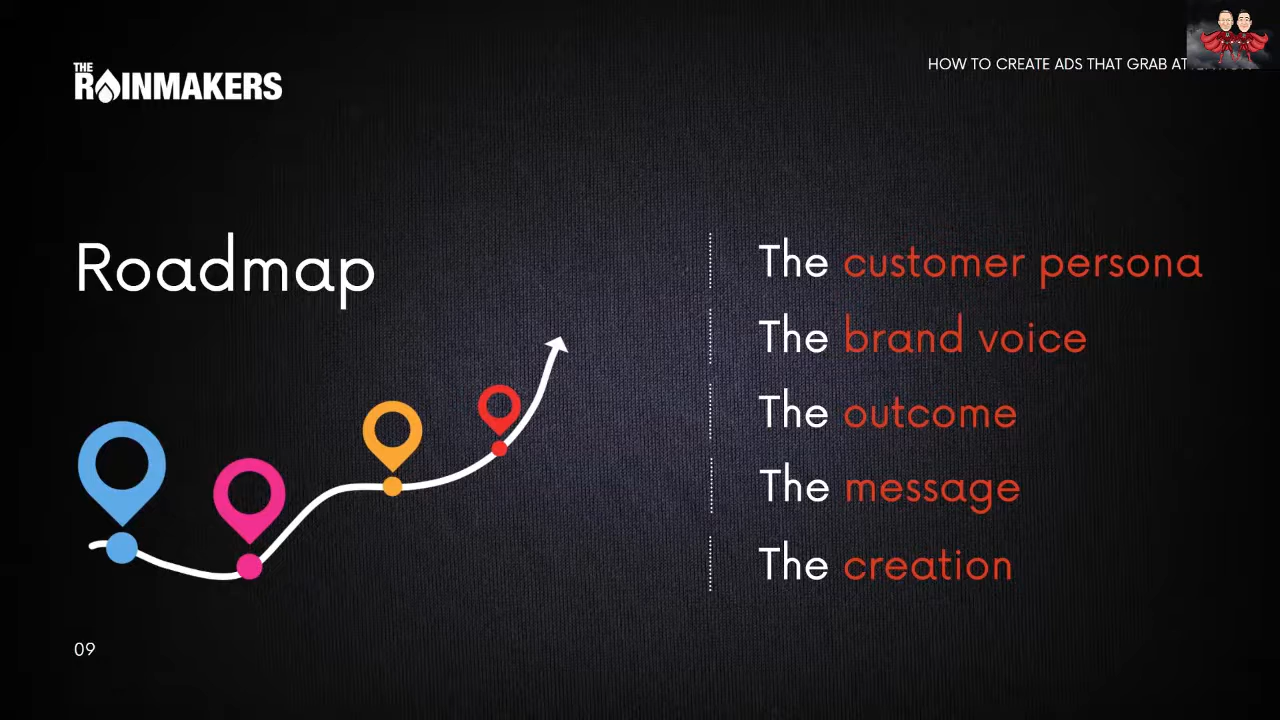 THE
RAINMAKERS
HOW TO CREATE ADS THAT GRAB
Roadmap
The customer persona
The brand voice
The outcome
The message
The creation
09